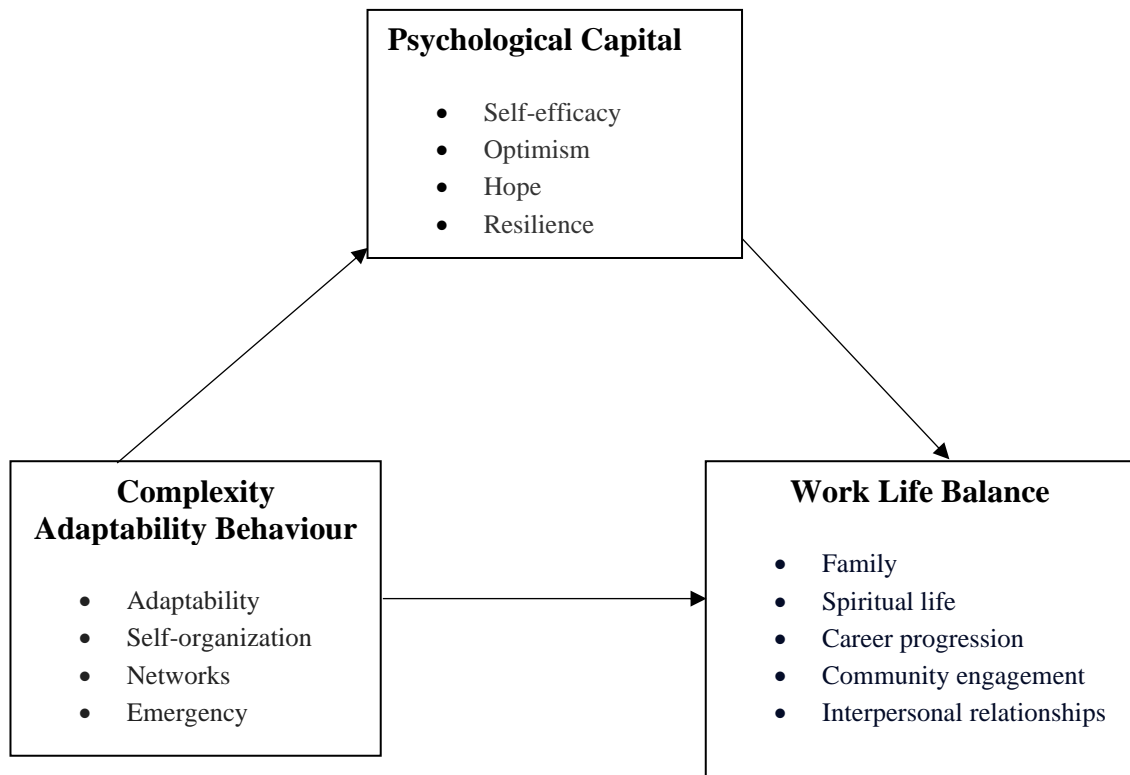 Psychological Capital
• Self-efficacy
• Optimism
• Hope
• Resilience
Complexity
Adaptability Behaviour
• Adaptability
• Self-organization
• Networks
• Emergency
Work Life Balance
• Family
• Spiritual life
• Career progression
• Community engagement
• Interpersonal relationships